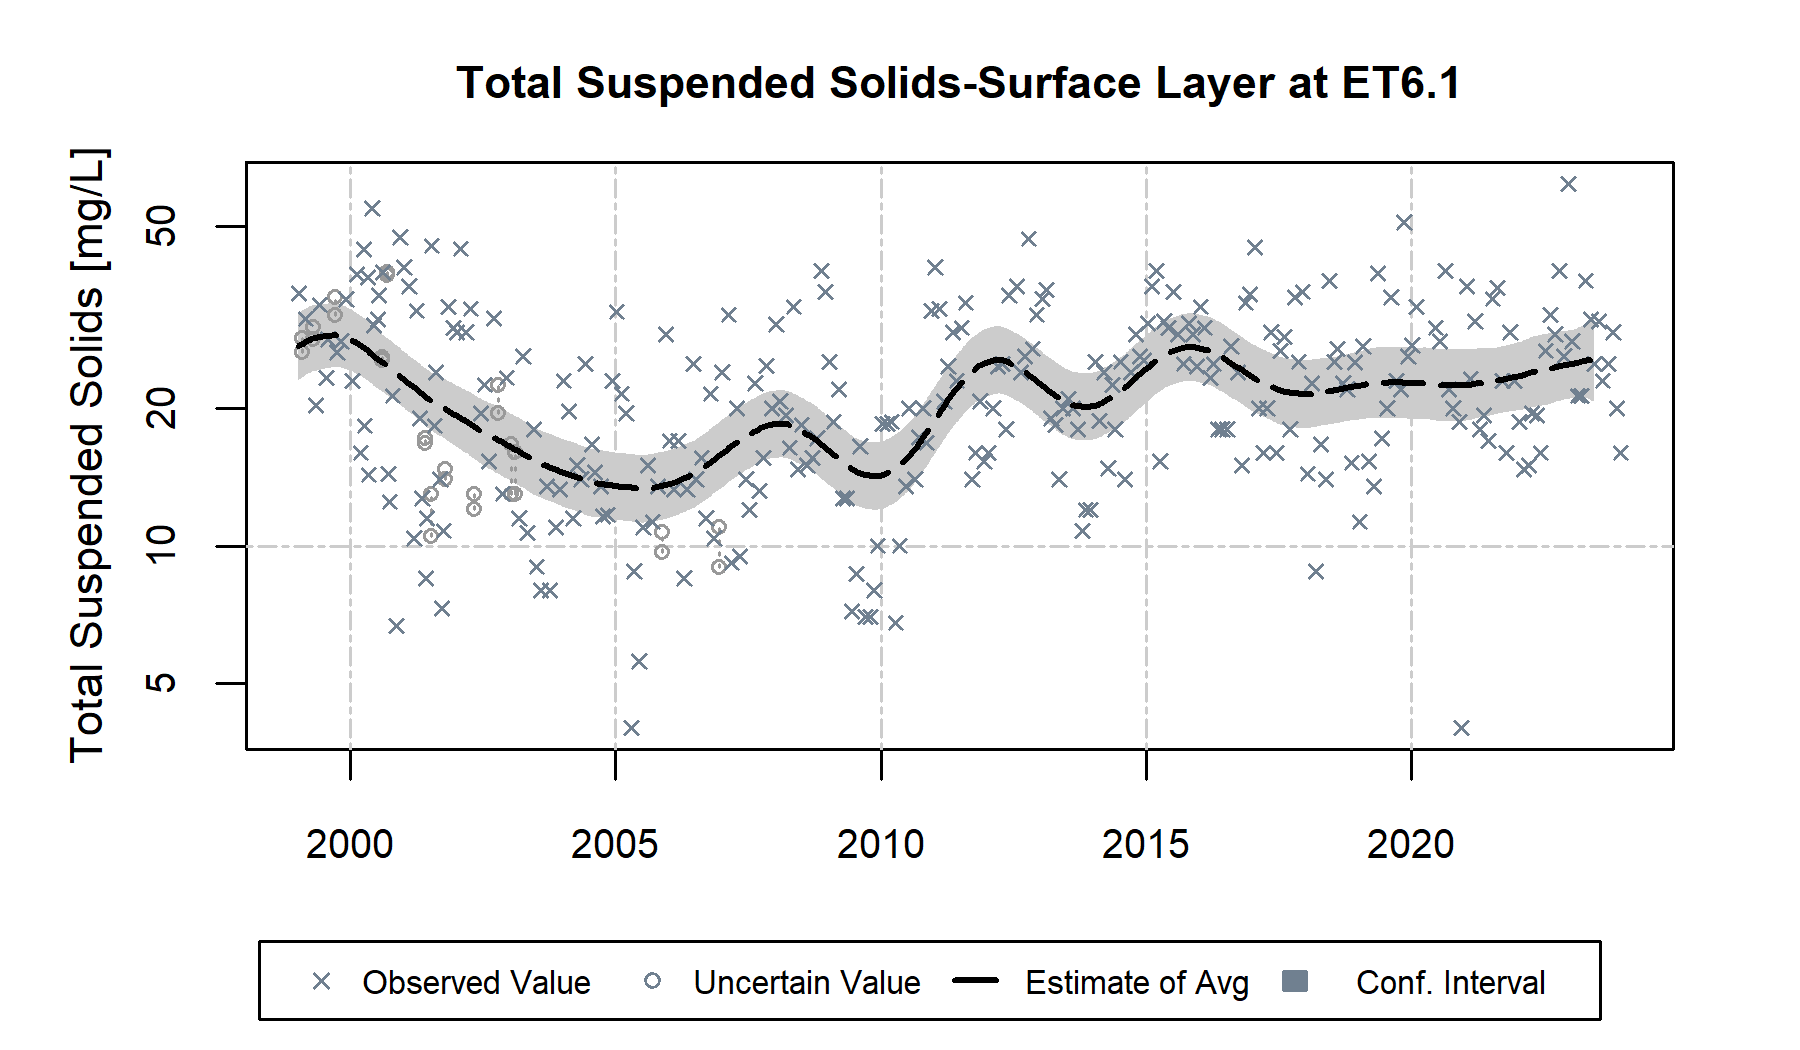 Total Suspended Solids-Surface Layer at ET6.1
Total Suspended Solids [mg/L]
50
20
10
5
2000 2005 2010 2015 2020
Observed Value Uncertain Value Estimate of Avg Conf. Interval